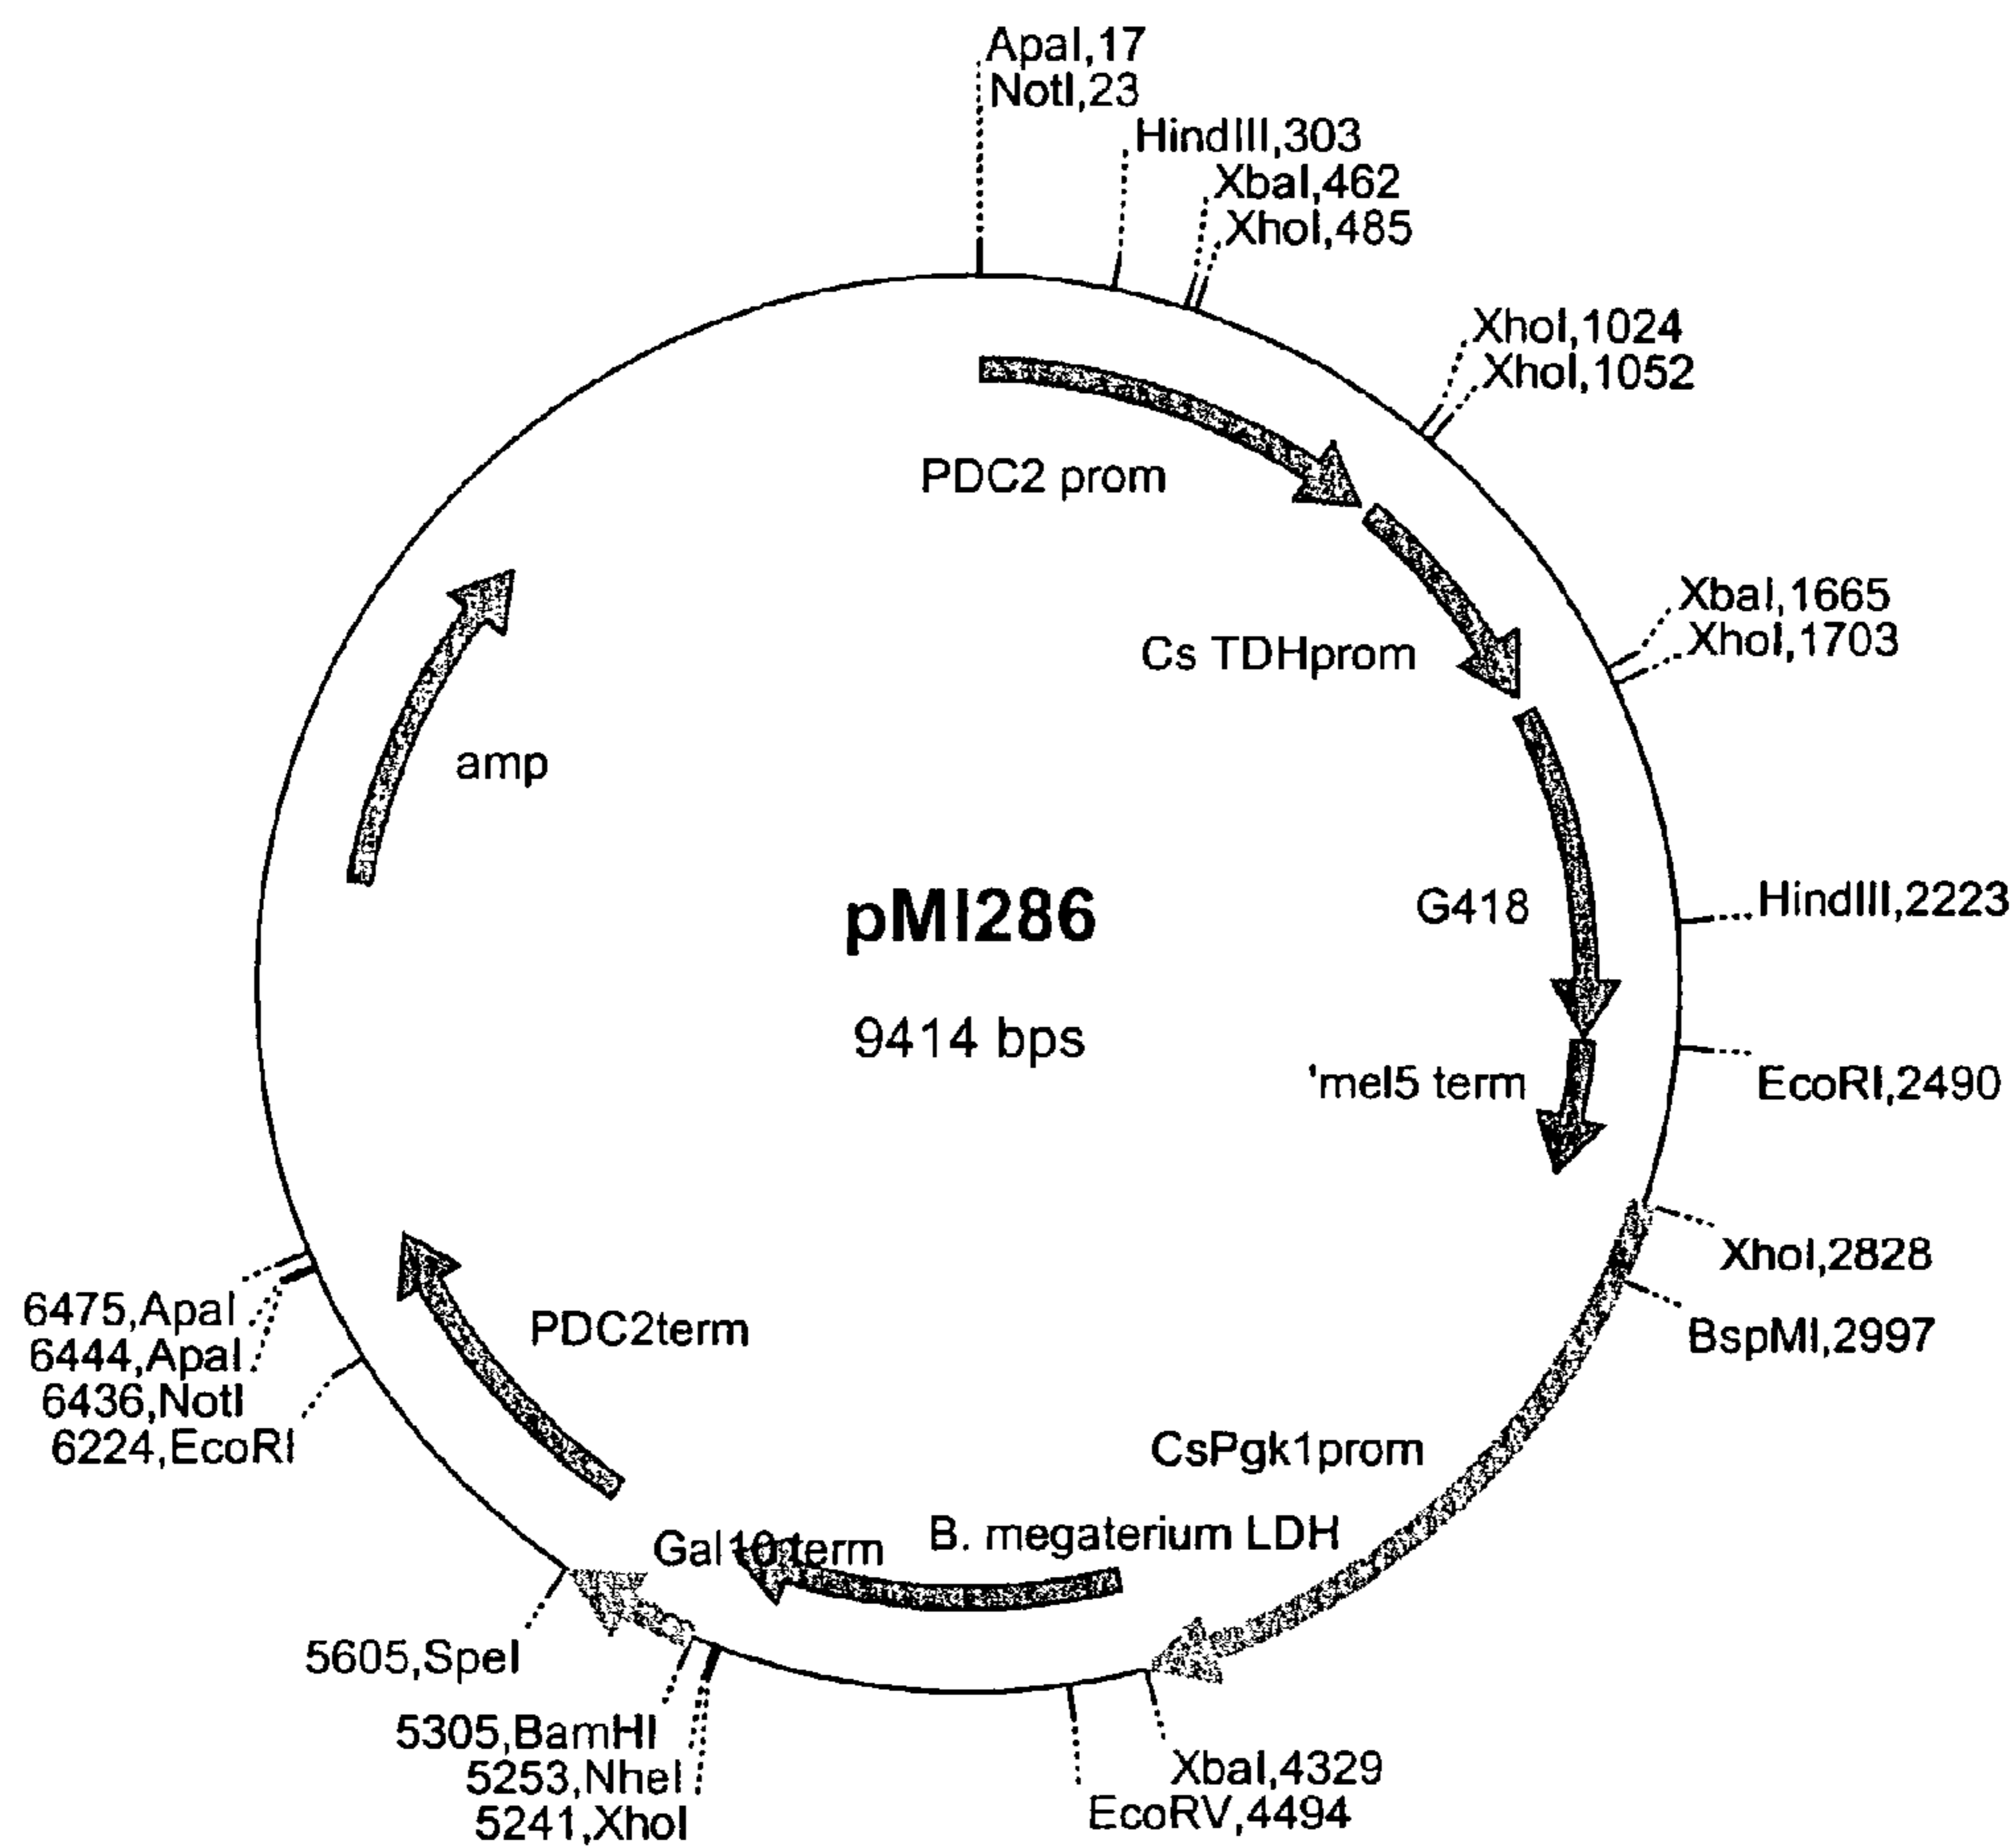 ApaI,17
NotI,23
HindIII,303
XbaI,462
XhoI,485
XhoI,1024
XhoI,1052
PDC2 prom
XbaI,1665
XhoI,1703
Cs TDHprom
amp
G418
HindIII,2223
pMI286
9414 bps
'mel5 term
EcoRI,2490
XhoI,2828
BspMI,2997
6475,ApaI
6444,ApaI
6436,NotI
6224,EcoRI
PDC2term
CsPgk1prom
B. megaterium LDH
Gal10 term
5605,SpeI
5305,BamHI
5253,NheI
5241,XhoI
XbaI,4329
EcoRV,4494